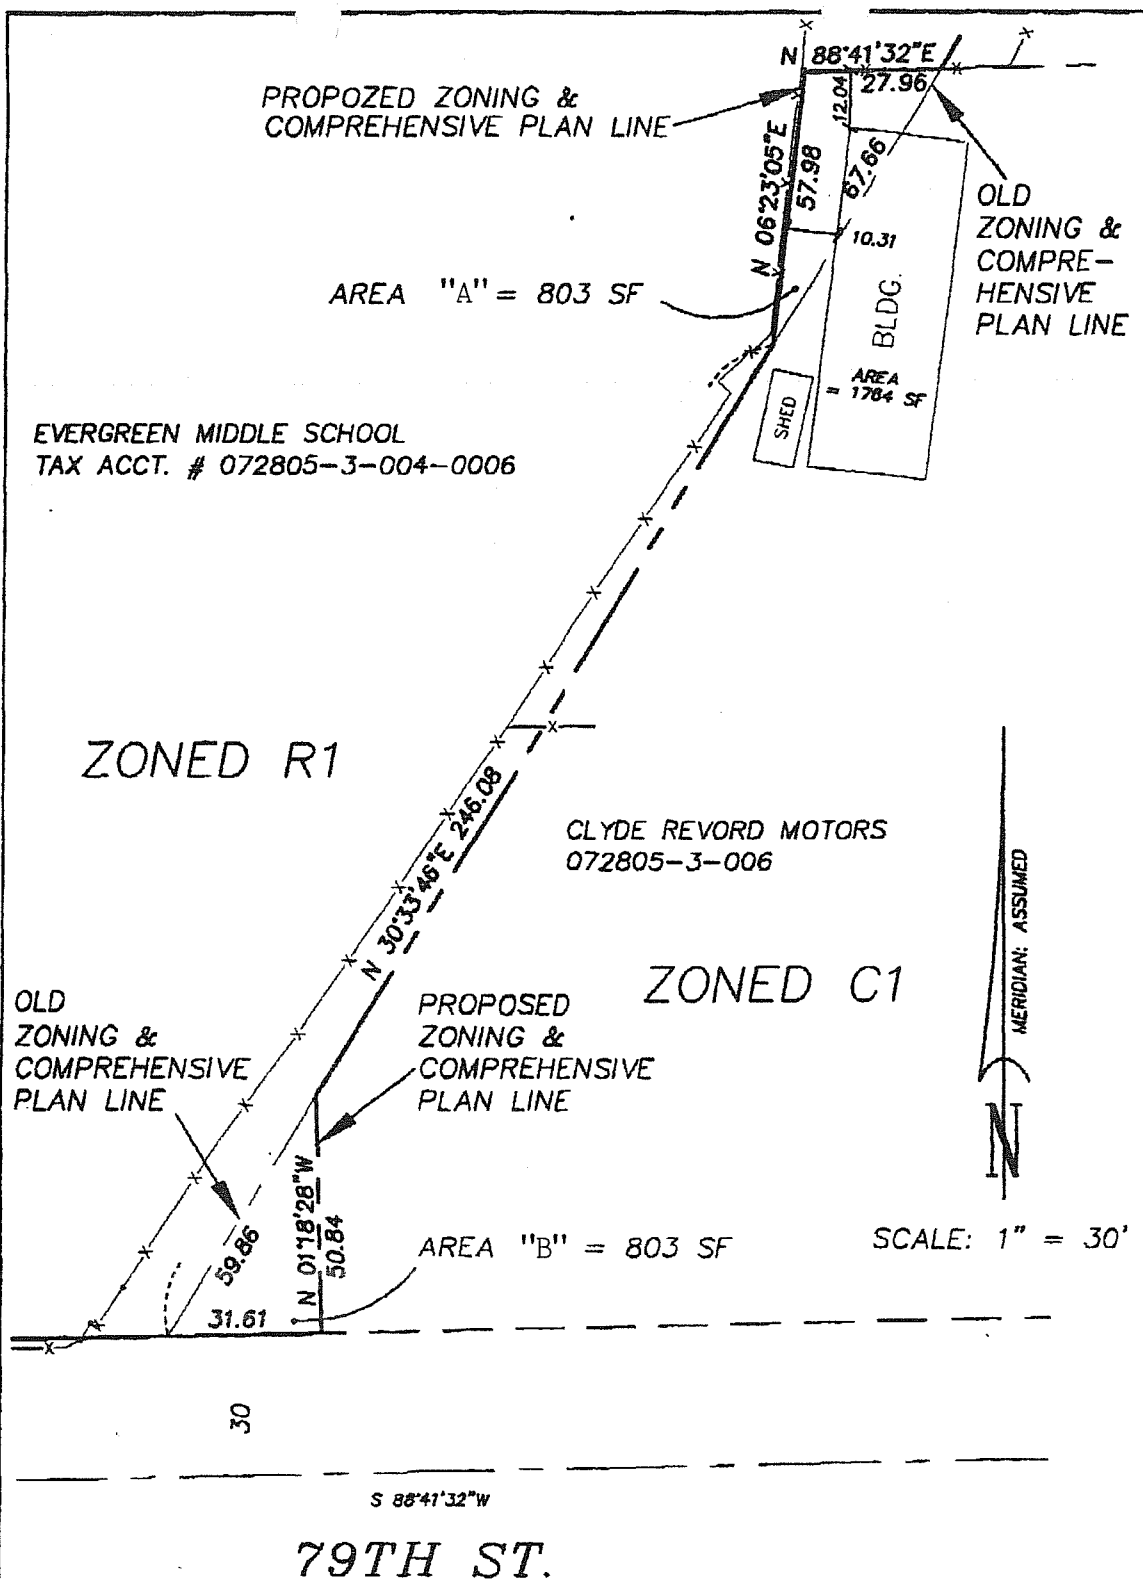 N 88°41'32"E
27.96
12.04
PROPOZED ZONING &
COMPREHENSIVE PLAN LINE
N 06°23'05"E
57.98
67.66
OLD
ZONING &
COMPRE-
HENSIVE
PLAN LINE
10.31
AREA "A" = 803 SF
BLDG.
AREA
= 1784 SF
SHED
EVERGREEN MIDDLE SCHOOL
TAX ACCT. # 072805-3-004-0006
ZONED R1
N 30°33'46"E 246.08
CLYDE REVORD MOTORS
072805-3-006
MERIDIAN: ASSUMED
ZONED C1
OLD
ZONING &
COMPREHENSIVE
PLAN LINE
PROPOSED
ZONING &
COMPREHENSIVE
PLAN LINE
N
59.86
N 01°18'28"W
50.84
AREA "B" = 803 SF
SCALE: 1" = 30'
31.61
30
S 88°41'32"W
79TH ST.